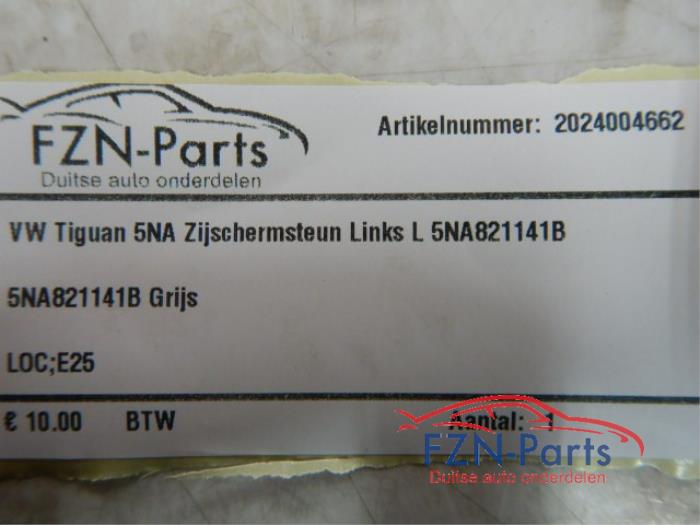 FZN-Parts
Duitse auto onderdelen
Artikelnummer: 2024004662
VW Tiguan 5NA Zijschermsteun Links L 5NA821141B
5NA821141B Grijs
LOC;E25
€ 10.00 BTW Aantal: 1
FZN-Parts
Duitse auto onderdelen